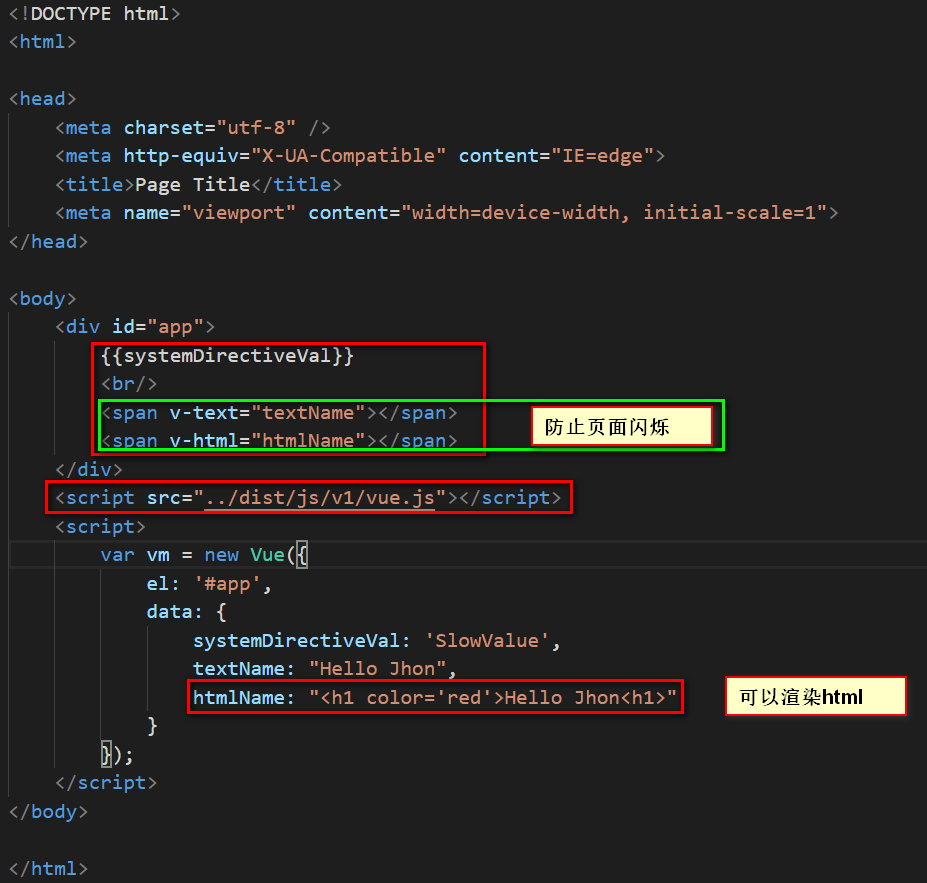 <!DOCTYPE html>
<html>
<head>
<meta charset="utf-8" />
<meta http-equiv="X-UA-Compatible" content="IE=edge">
<title>Page Title</title>
<meta name="viewport" content="width=device-width, initial-scale=1">
</head>
<body>
<div id="app">
{{systemDirectiveVal}}
<br/>
<span v-text="textName"></span>
<span v-html="htmlName"></span>
防止页面闪烁
</div>
<script src="../dist/js/v1/vue.js"></script>
<script>
var vm = new Vue({
el: '#app',
data: {
systemDirectiveVal: 'SlowValue',
textName: "Hello Jhon",
htmlName: "<h1 color='red'>Hello Jhon<h1>"
可以渲染html
}
});
</script>
</body>
</html>